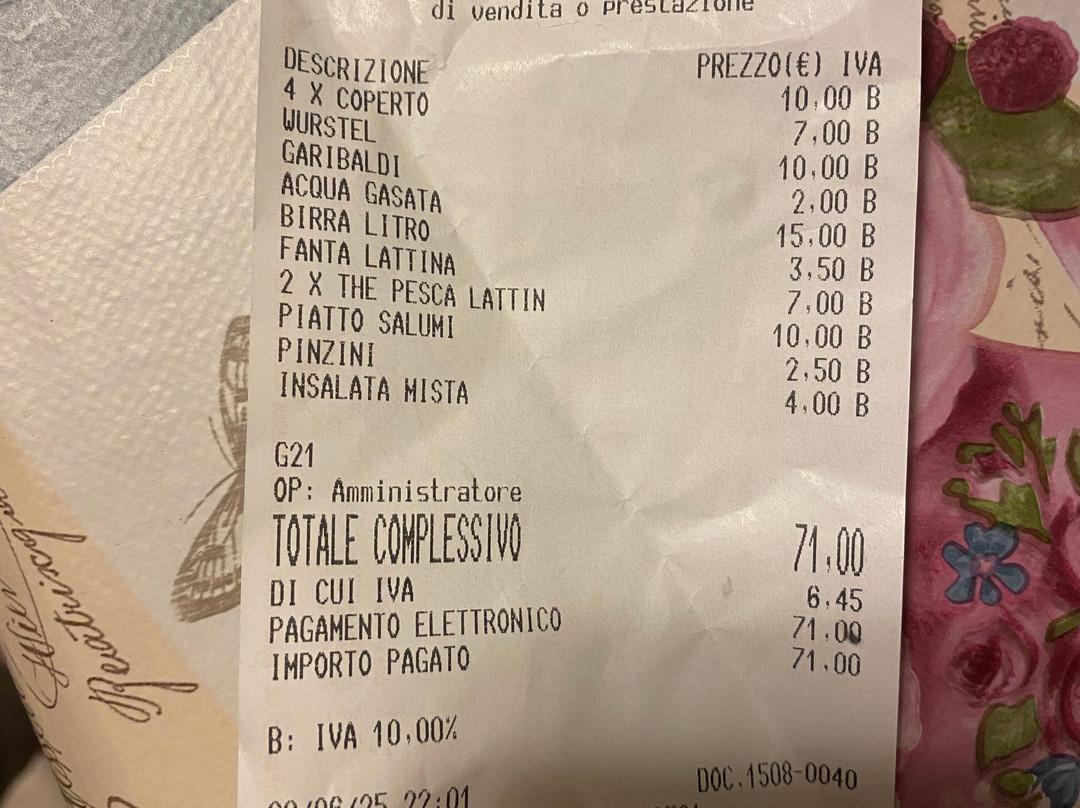 di vendita o prestazione
DESCRIZIONE PREZZO(€) IVA
4 X COPERTO 10,00 B
WURSTEL 7,00 B
GARIBALDI 10,00 B
ACQUA GASATA 2,00 B
BIRRA LITRO 15,00 B
FANTA LATTINA 3,50 B
2 X THE PESCA LATTIN 7,00 B
PIATTO SALUMI 10,00 B
PINZINI 2,50 B
INSALATA MISTA 4,00 B
G21
OP: Amministratore
TOTALE COMPLESSIVO 71,00
DI CUI IVA 6,45
PAGAMENTO ELETTRONICO 71,00
IMPORTO PAGATO 71,00
B: IVA 10,00%
DOC.1508-0040
22:01